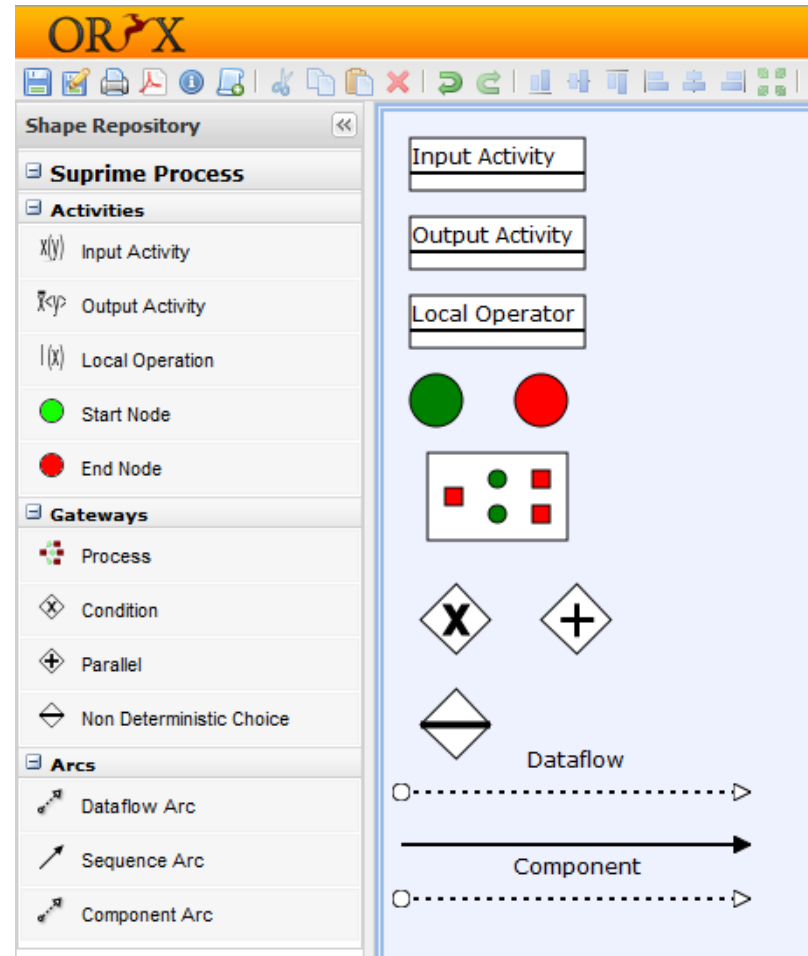 ORYX
Shape Repository
Suprime Process
Activities
x(y) Input Activity
x̄<y> Output Activity
l(x) Local Operation
Start Node
End Node
Gateways
Process
X Condition
Parallel
Non Deterministic Choice
Arcs
Dataflow Arc
Sequence Arc
Component Arc
Input Activity
Output Activity
Local Operator
X
Dataflow
Component